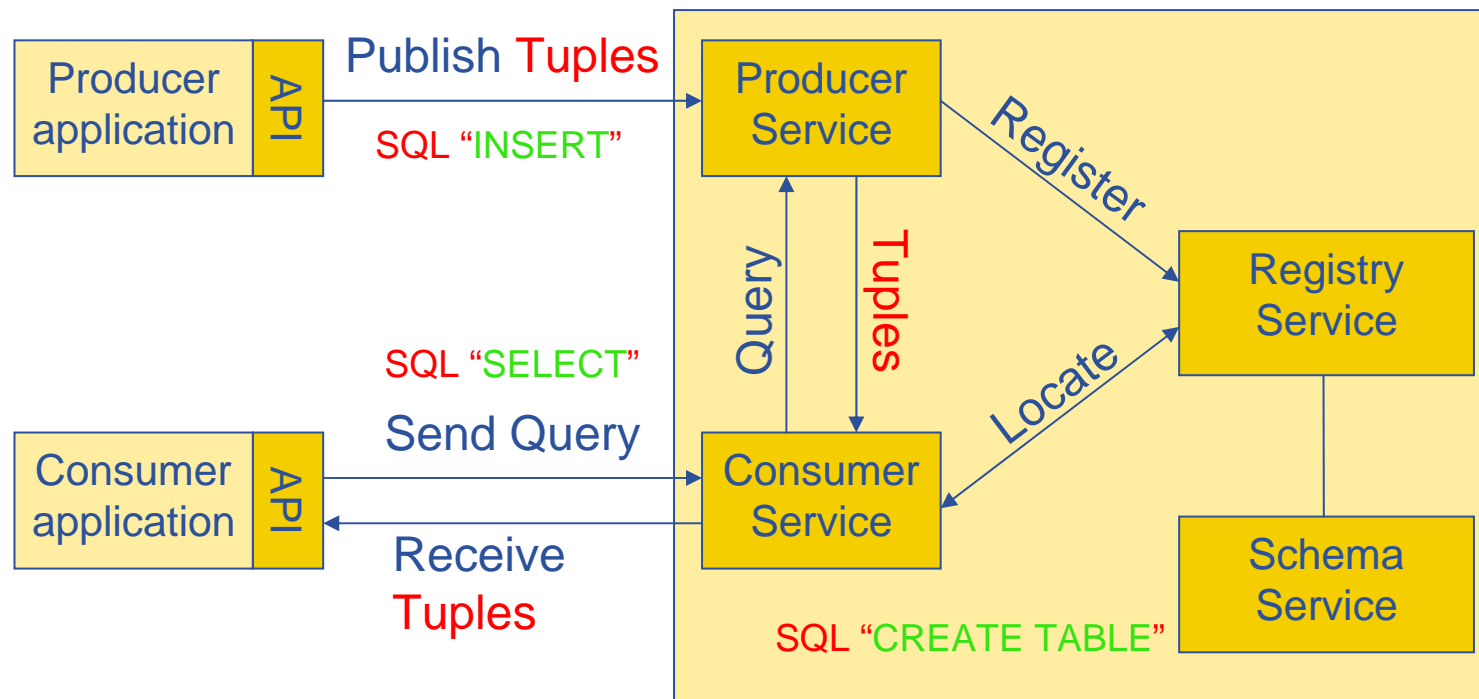 Producer
application
API
Publish Tuples
SQL “INSERT”
Producer
Service
Register
Registry
Service
Query
Tuples
Locate
SQL “SELECT”
Send Query
Consumer
application
API
Receive
Tuples
Consumer
Service
Schema
Service
SQL “CREATE TABLE”